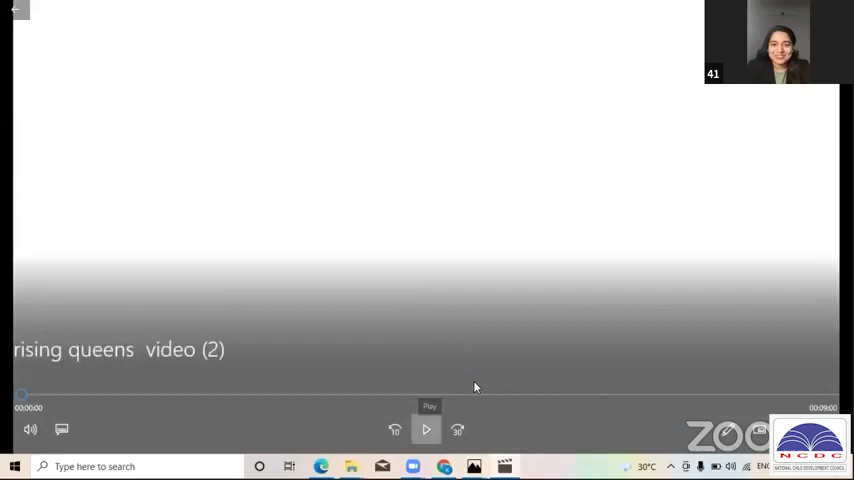 41
rising queens video (2)
Play
00:00:00
00:09:00
10
30
zoo
NCDC
NATIONAL CHILD DEVELOPMENT COUNCIL
Type here to search
30°C
ENG